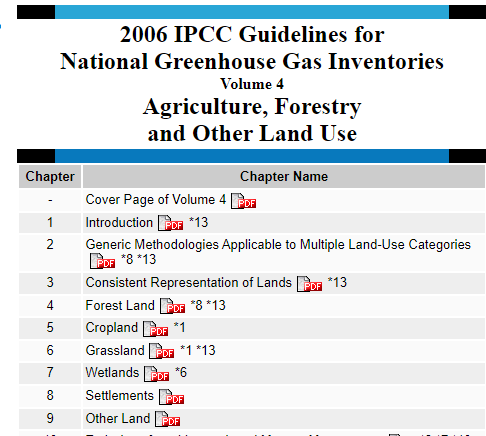 2006 IPCC Guidelines for
National Greenhouse Gas Inventories
Volume 4
Agriculture, Forestry
and Other Land Use
Chapter Chapter Name
- Cover Page of Volume 4 PDF
1 Introduction PDF *13
2 Generic Methodologies Applicable to Multiple Land-Use Categories
PDF *8 *13
3 Consistent Representation of Lands PDF *13
4 Forest Land PDF *8 *13
5 Cropland PDF *1
6 Grassland PDF *1 *13
7 Wetlands PDF *6
8 Settlements PDF
9 Other Land PDF